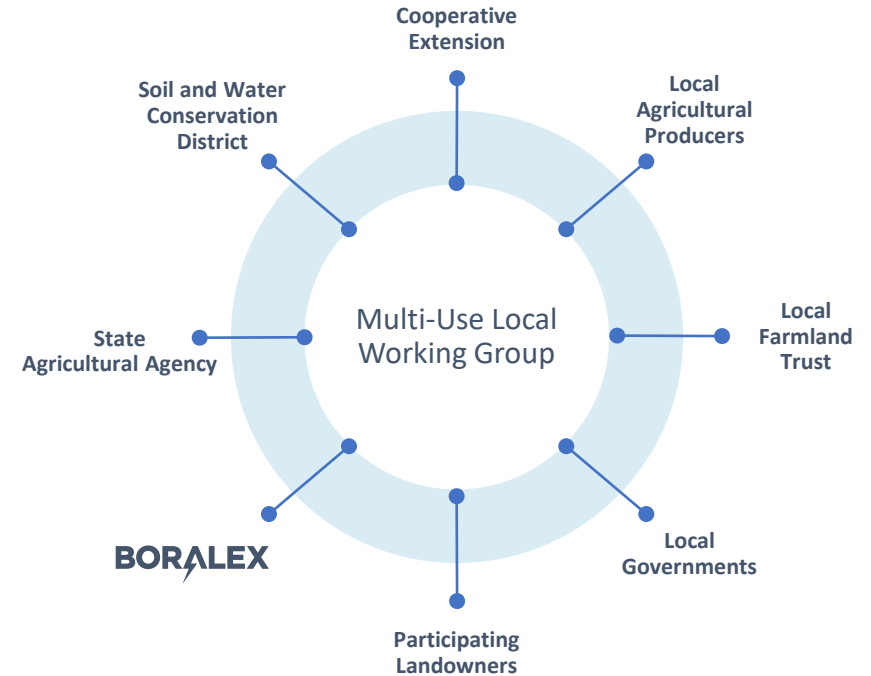 Cooperative
Extension
Local
Agricultural
Producers
Soil and Water
Conservation
District
Multi-Use Local
Working Group
Local
Farmland
Trust
State
Agricultural Agency
BORALEX
Local
Governments
Participating
Landowners